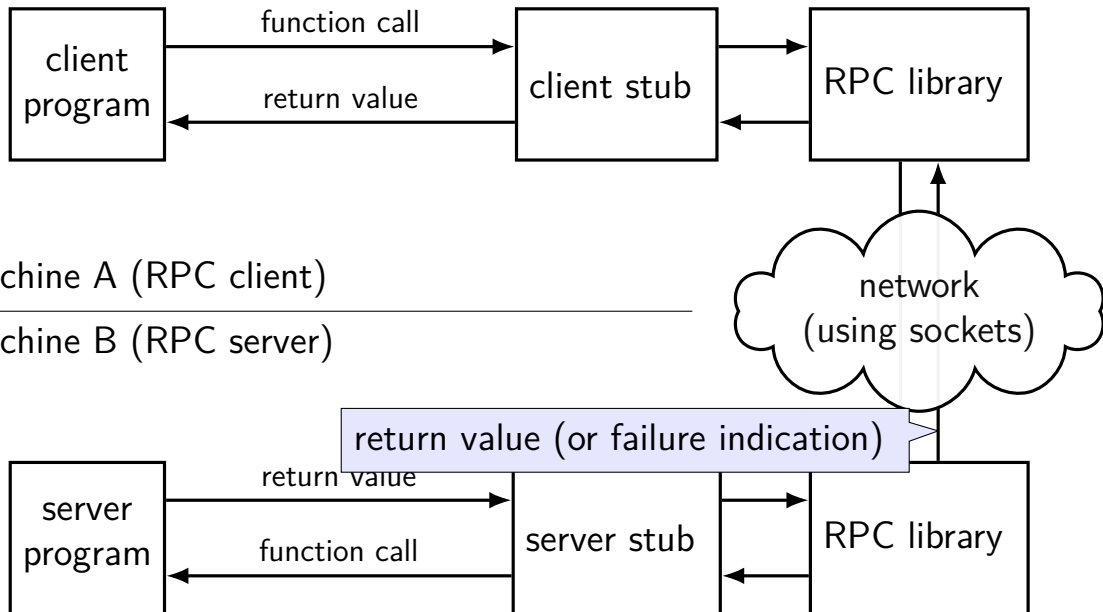 function call
client
program
client stub
RPC library
return value
chine A (RPC client)
network
(using sockets)
chine B (RPC server)
return value (or failure indication)
return value
server
program
server stub
RPC library
function call